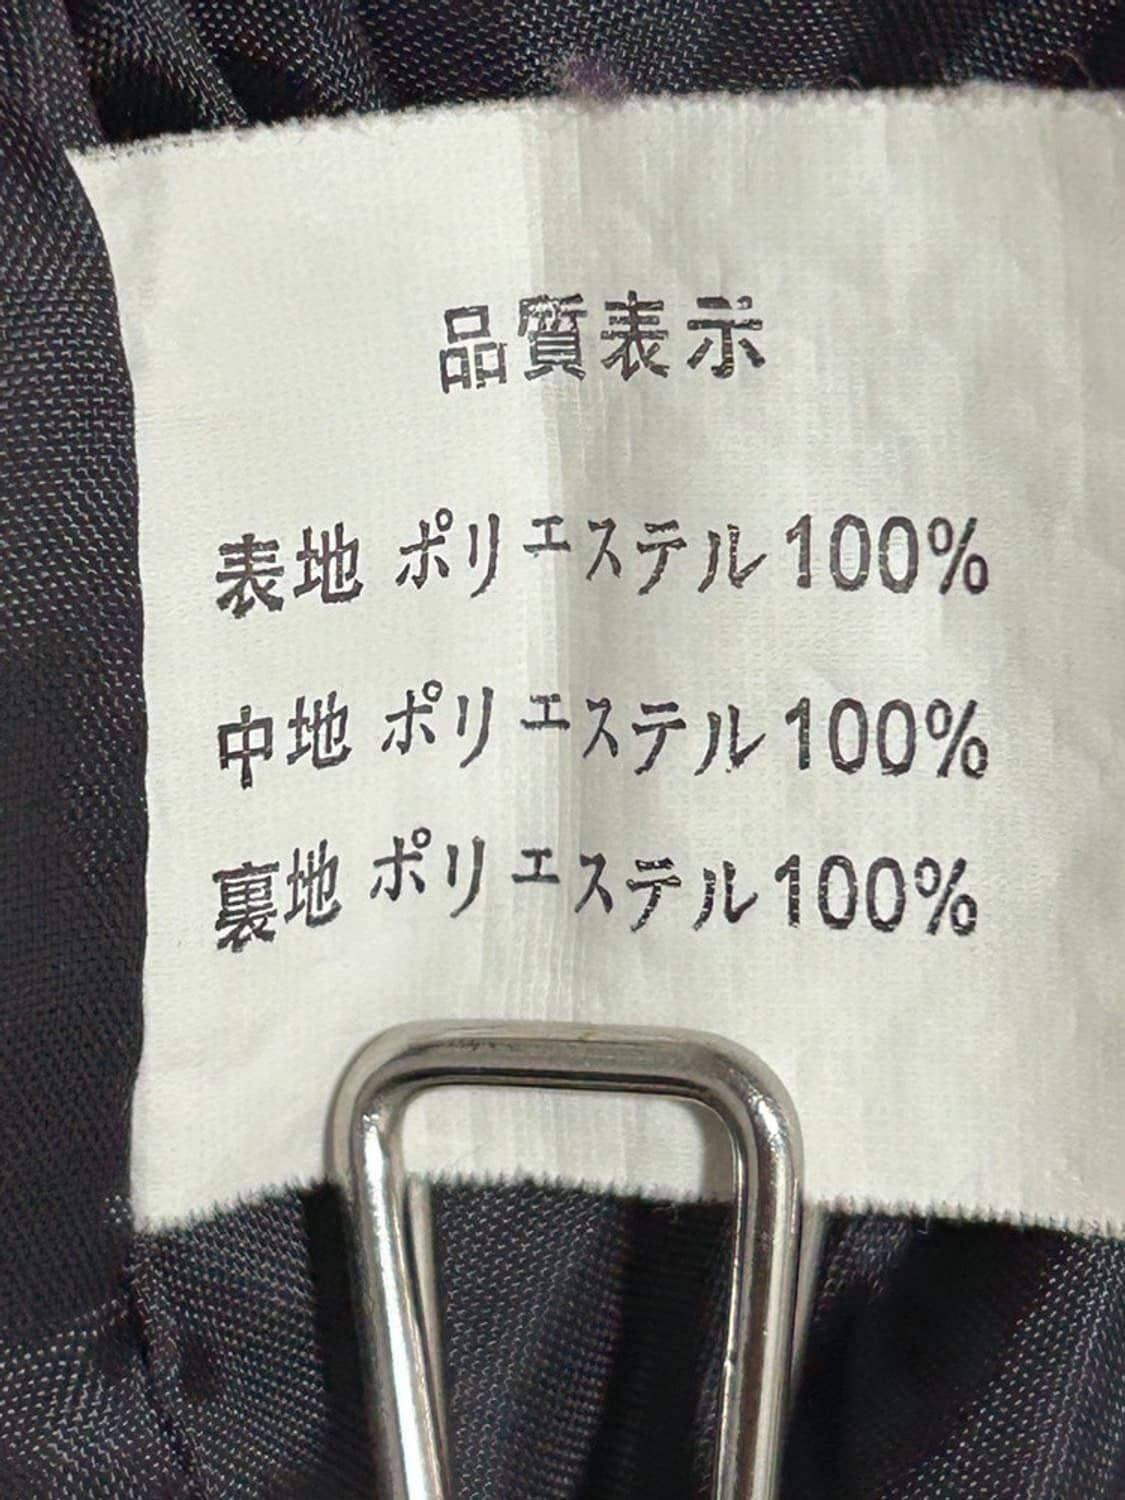 品質表示
表地 ポリエステル100%
中地 ポリエステル100%
裏地 ポリエステル100%